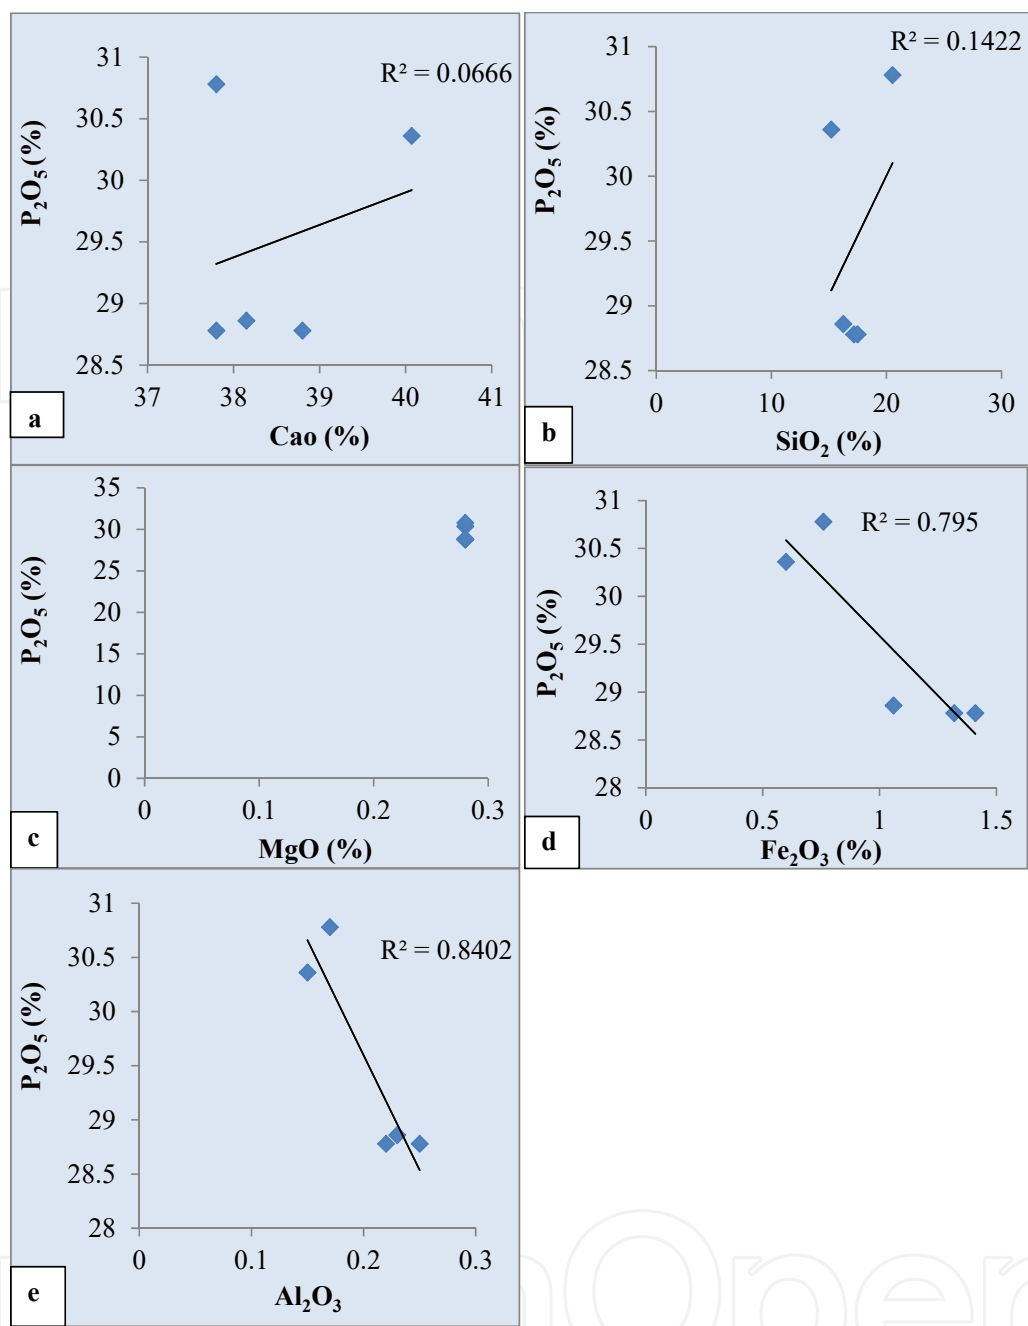 31
30.5
30
29.5
29
28.5
P₂O₅ (%)
R² = 0.0666
37 38 39 40 41
Cao (%)
a
31
30.5
30
29.5
29
28.5
P₂O₅ (%)
R² = 0.1422
0 10 20 30
SiO₂ (%)
b
35
30
25
20
15
10
5
0
P₂O₅ (%)
0 0.1 0.2 0.3
MgO (%)
c
31
30.5
30
29.5
29
28.5
28
P₂O₅ (%)
R² = 0.795
0 0.5 1 1.5
Fe₂O₃ (%)
d
31
30.5
30
29.5
29
28.5
28
P₂O₅ (%)
R² = 0.8402
0 0.1 0.2 0.3
Al₂O₃
e